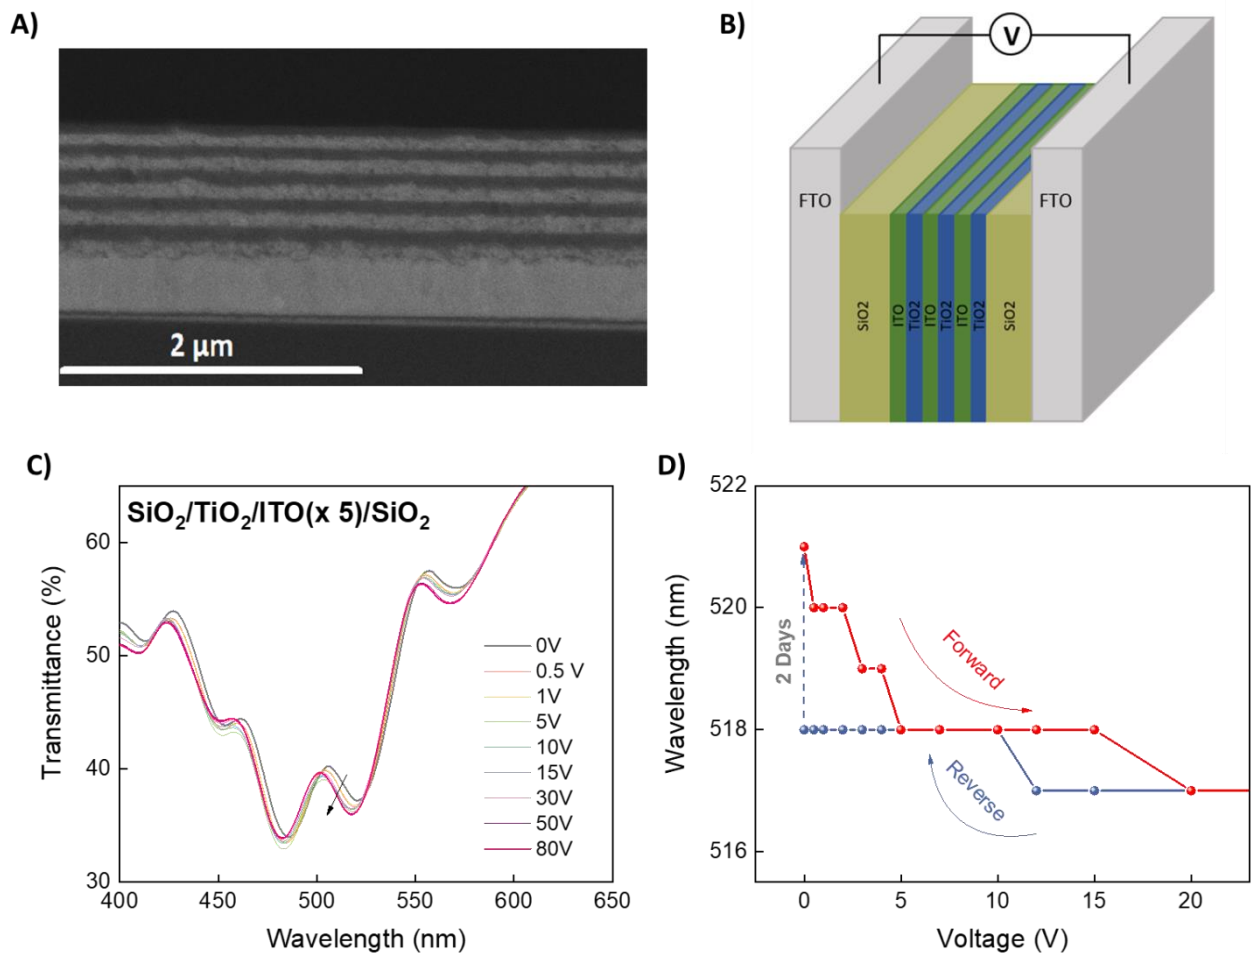 A)
2 μm
B)
V
FTO
FTO
SiO2
ITO
TiO2
ITO
TiO2
ITO
TiO2
SiO2
C)
SiO₂/TiO₂/ITO(x 5)/SiO₂
Transmittance (%)
60
50
40
30
400
450
500
550
600
650
Wavelength (nm)
0V
0.5 V
1V
5V
10V
15V
30V
50V
80V
D)
Wavelength (nm)
522
520
518
516
2 Days
Forward
Reverse
0
5
10
15
20
Voltage (V)